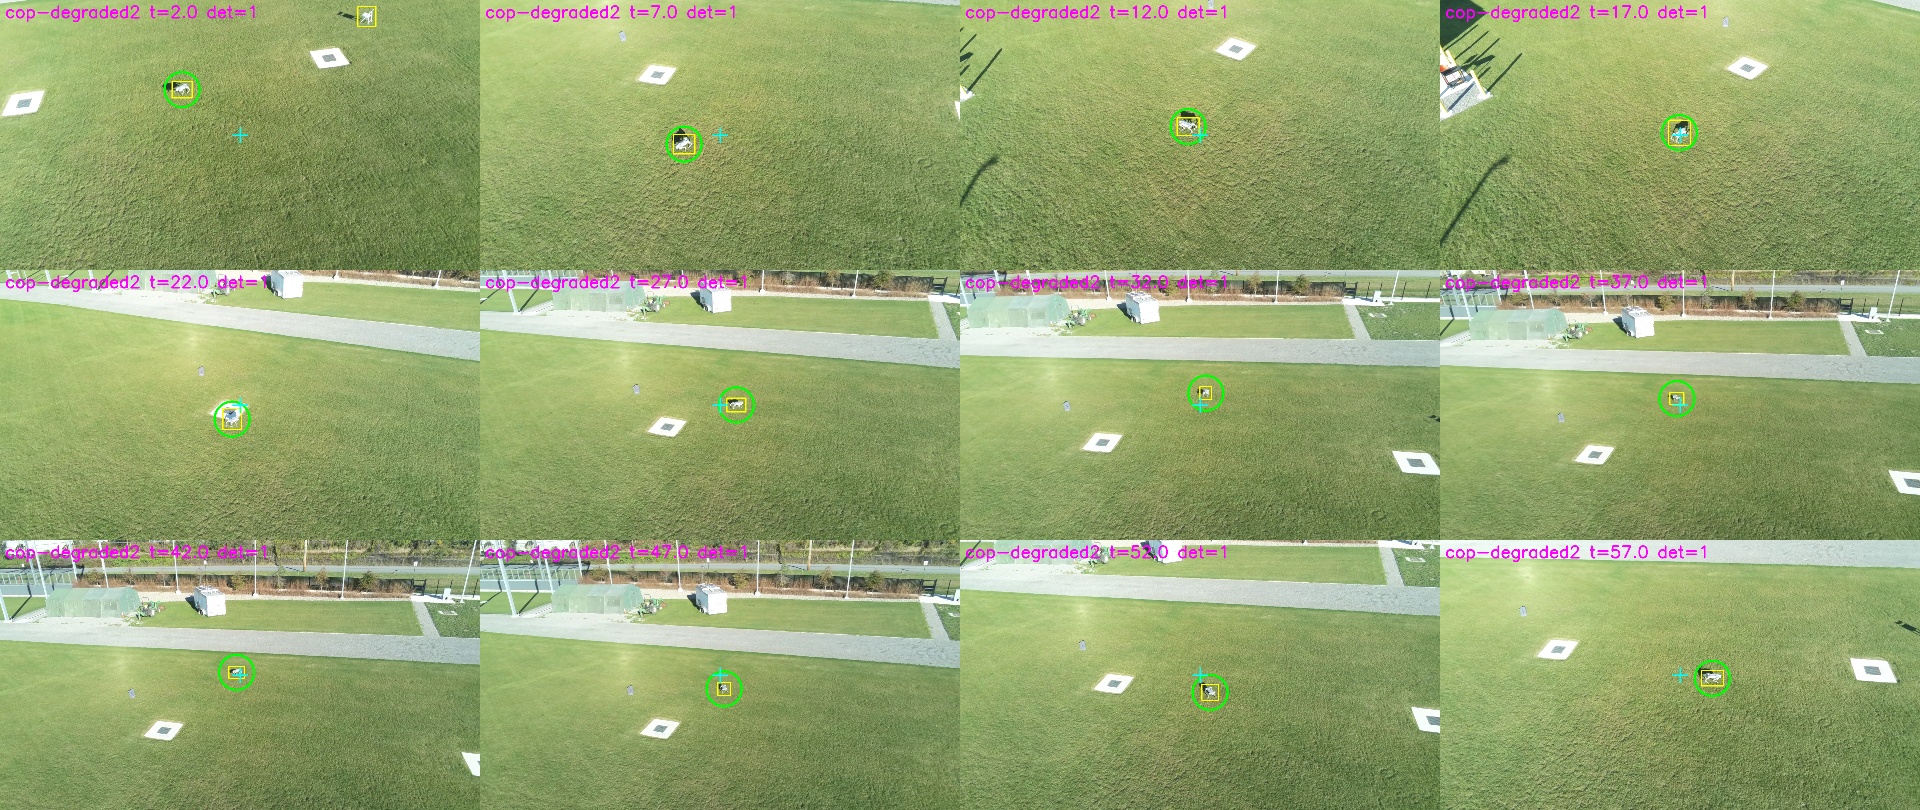 cop-degraded2 t=2.0 det=1
cop-degraded2 t=7.0 det=1
cop-degraded2 t=12.0 det=1
cop-degraded2 t=17.0 det=1
cop-degraded2 t=22.0 det=1
cop-degraded2 t=27.0 det=1
cop-degraded2 t=32.0 det=1
cop-degraded2 t=37.0 det=1
cop-degraded2 t=42.0 det=1
cop-degraded2 t=47.0 det=1
cop-degraded2 t=52.0 det=1
cop-degraded2 t=57.0 det=1